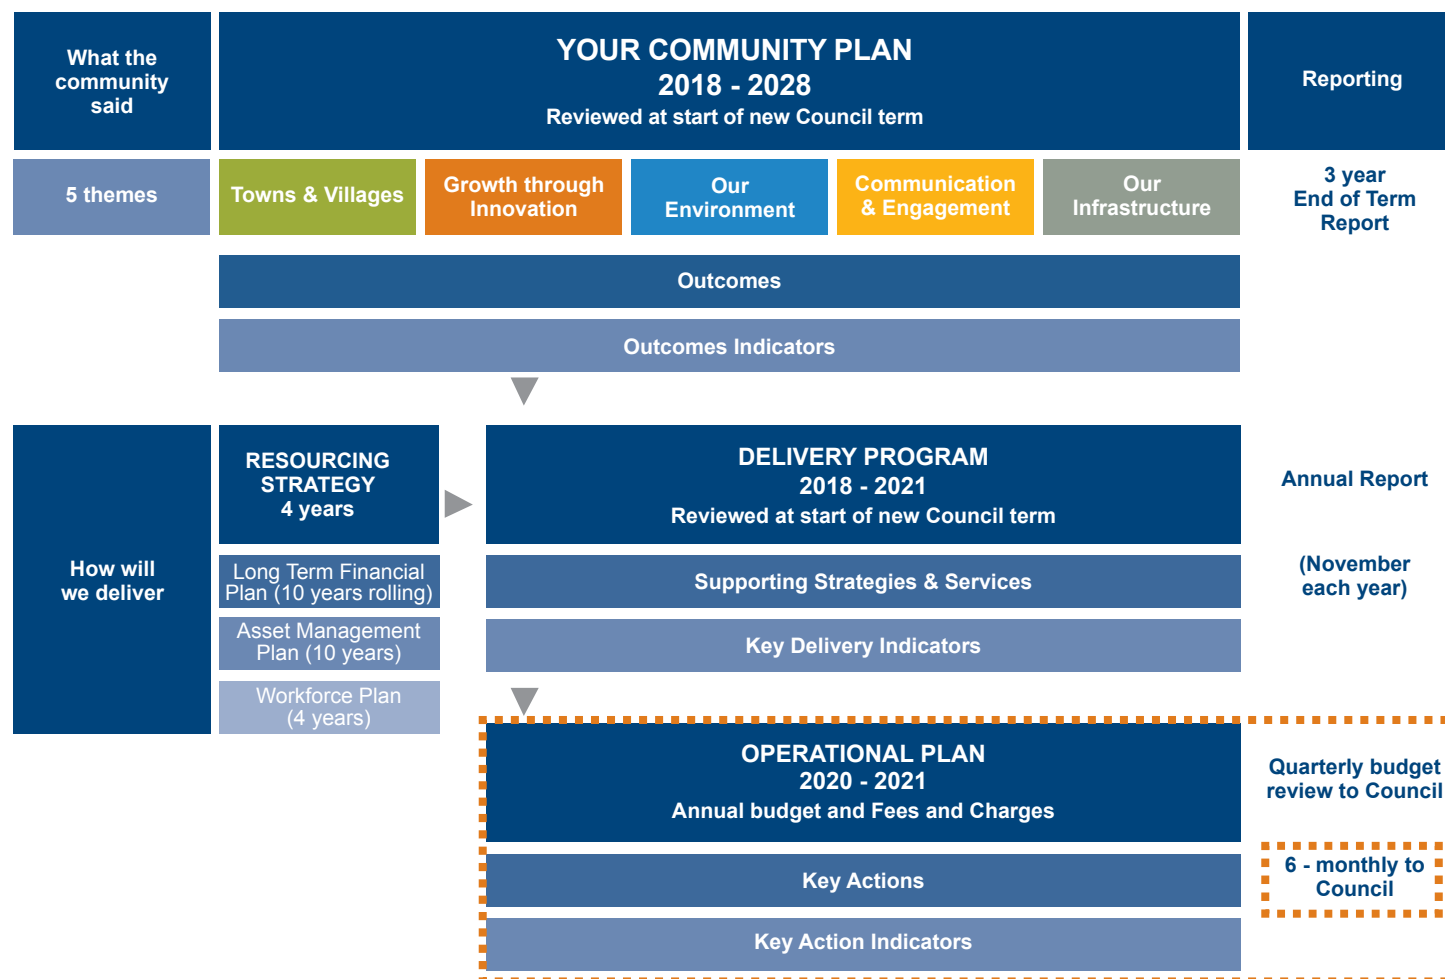 What the
community
said
YOUR COMMUNITY PLAN
2018 - 2028
Reviewed at start of new Council term
Reporting
5 themes
Towns & Villages
Growth through
Innovation
Our
Environment
Communication
& Engagement
Our
Infrastructure
3 year
End of Term
Report
Outcomes
Outcomes Indicators
How will
we deliver
RESOURCING
STRATEGY
4 years
Long Term Financial
Plan (10 years rolling)
Asset Management
Plan (10 years)
Workforce Plan
(4 years)
DELIVERY PROGRAM
2018 - 2021
Reviewed at start of new Council term
Supporting Strategies & Services
Key Delivery Indicators
Annual Report
(November
each year)
OPERATIONAL PLAN
2020 - 2021
Annual budget and Fees and Charges
Key Actions
Key Action Indicators
Quarterly budget
review to Council
6 - monthly to
Council